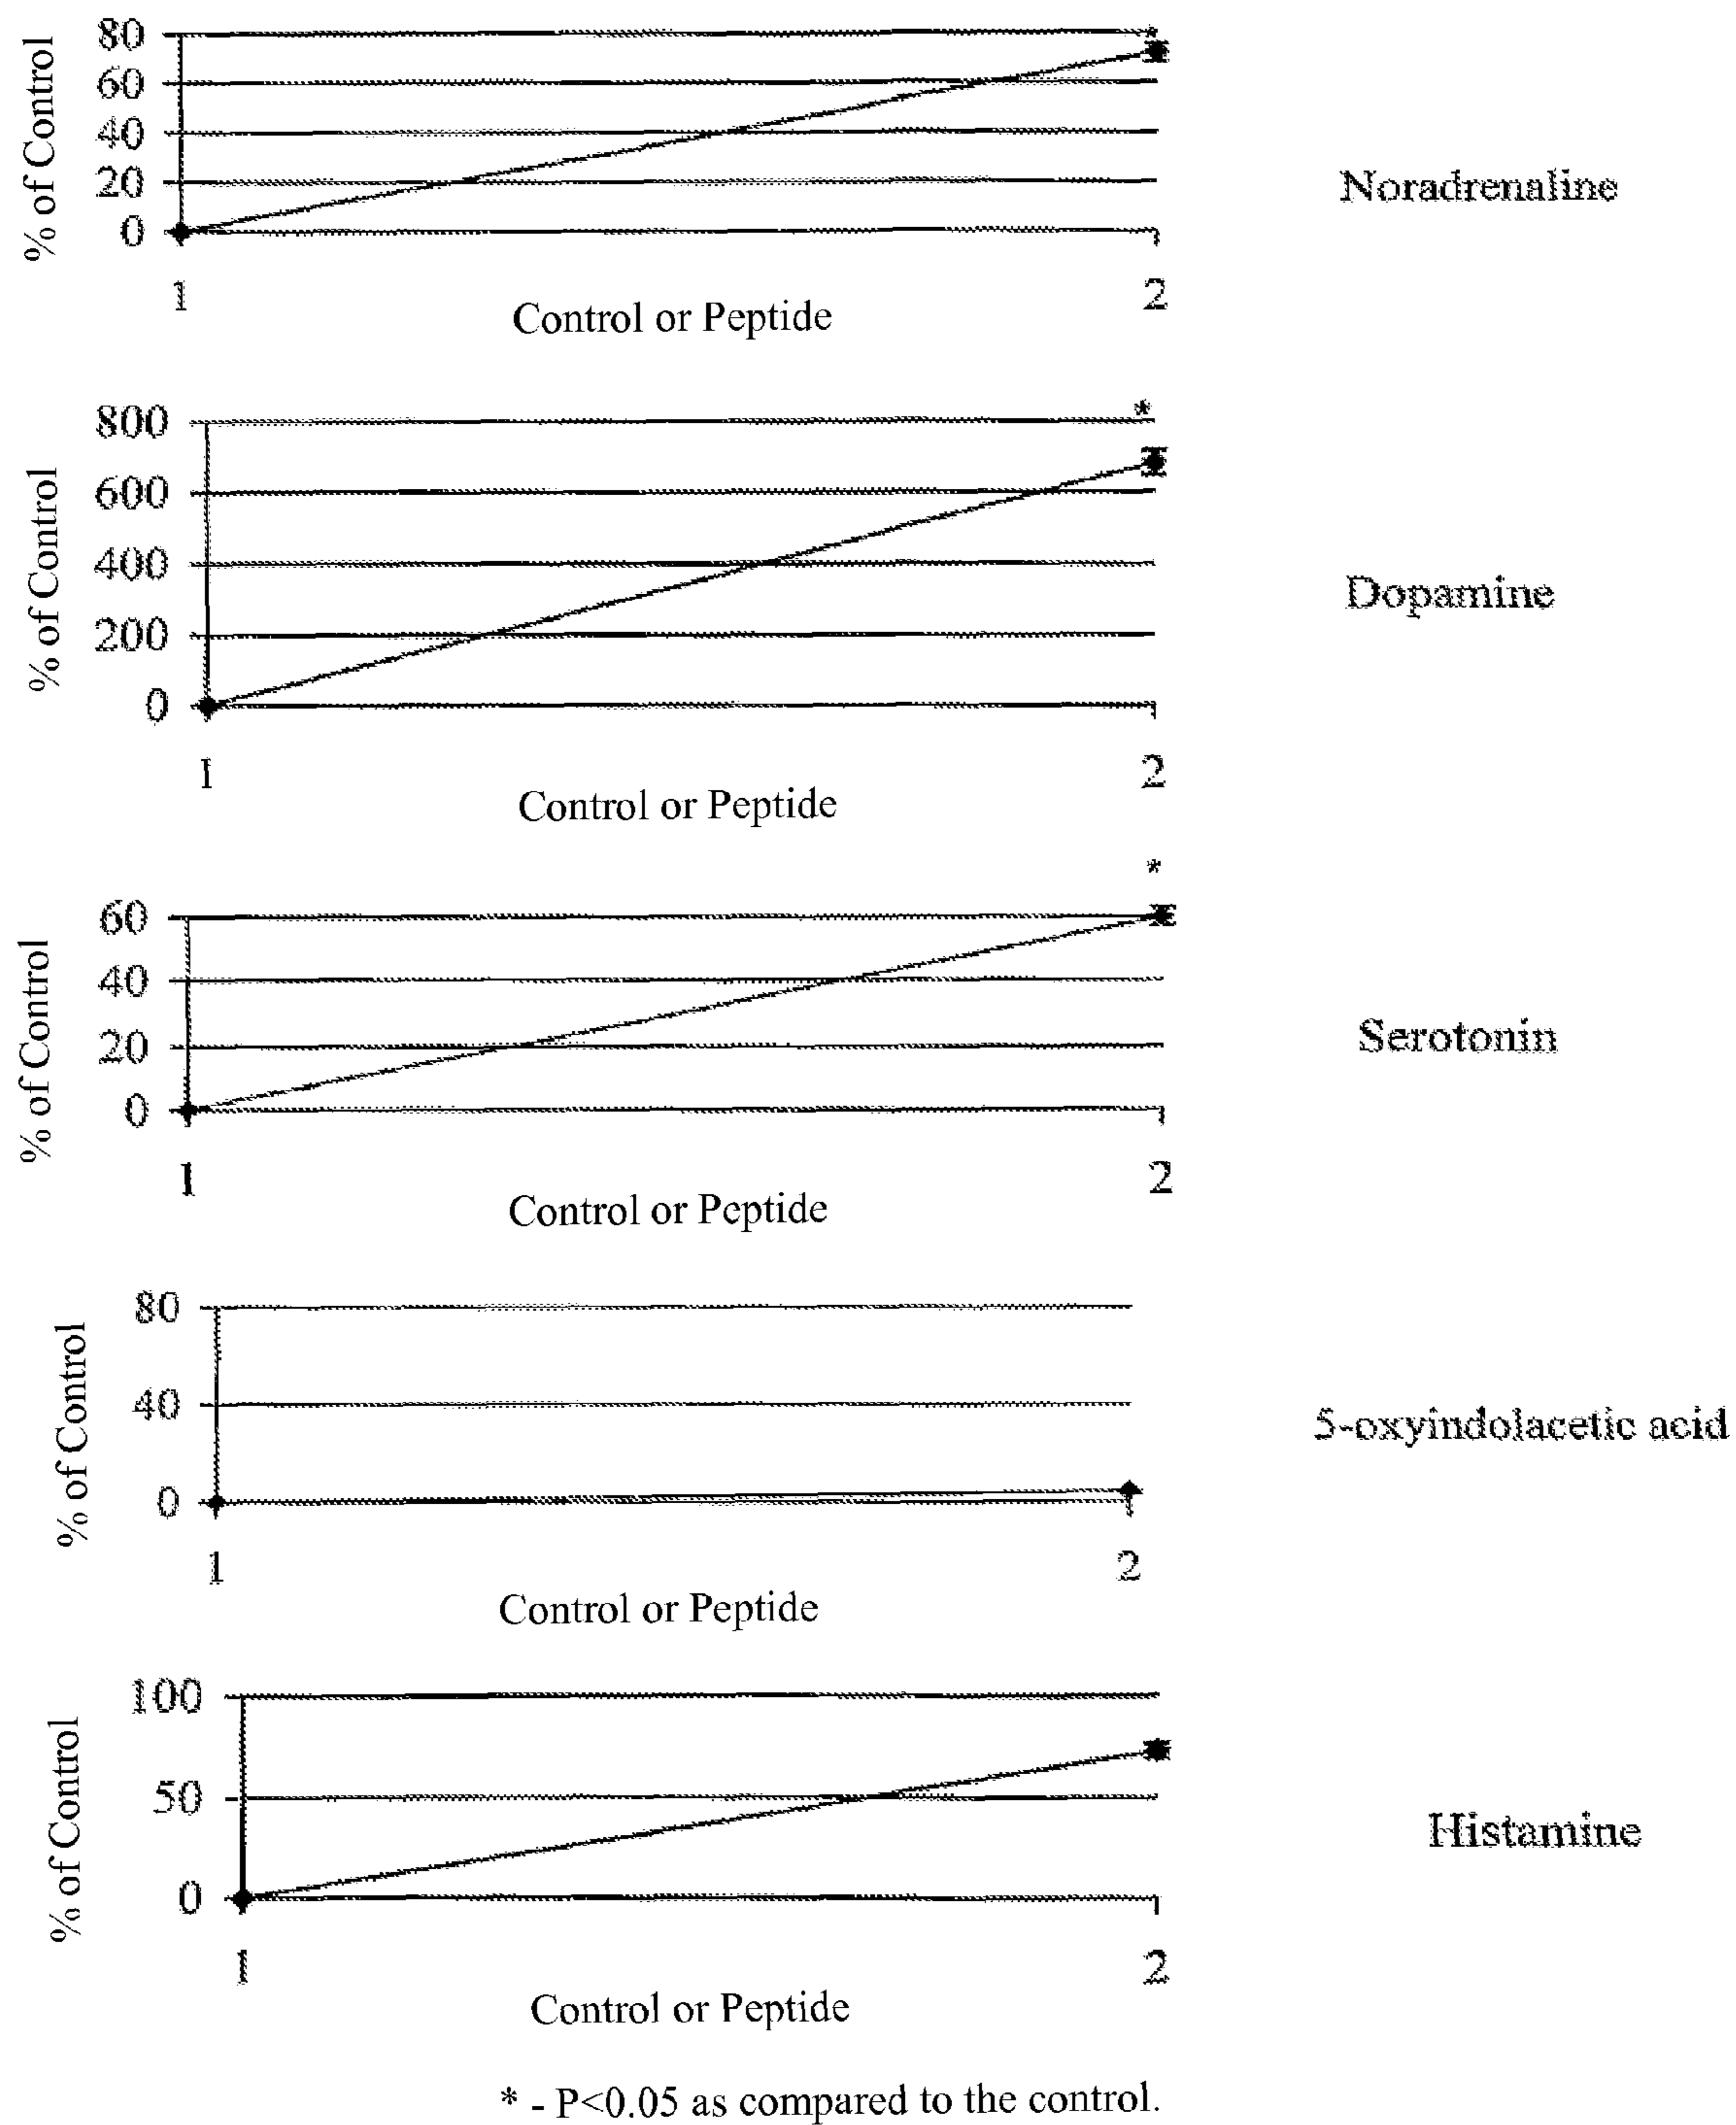 80
60
40
20
0
% of Control
1
2
Control or Peptide
Noradrenaline
*
800
600
400
200
0
% of Control
1
2
Control or Peptide
Dopamine
*
60
40
20
0
% of Control
1
2
Control or Peptide
Serotonin
*
80
40
0
% of Control
1
2
Control or Peptide
5-oxyindolacetic acid
100
50
0
% of Control
1
2
Control or Peptide
Histamine
* - P<0.05 as compared to the control.